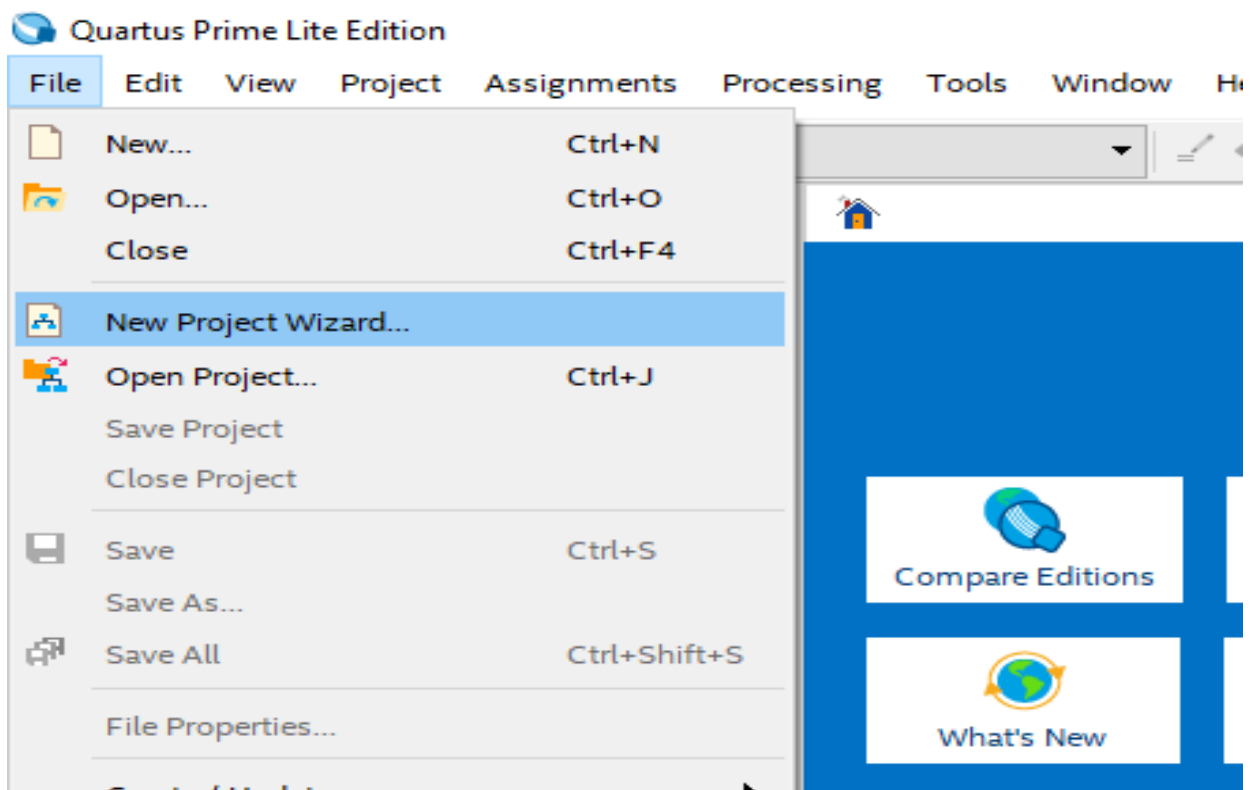 Quartus Prime Lite Edition
File Edit View Project Assignments Processing Tools Window
New... Ctrl+N
Open... Ctrl+O
Close Ctrl+F4
New Project Wizard...
Open Project... Ctrl+J
Save Project
Close Project
Save Ctrl+S
Save As...
Save All Ctrl+Shift+S
File Properties...
Compare Editions
What's New